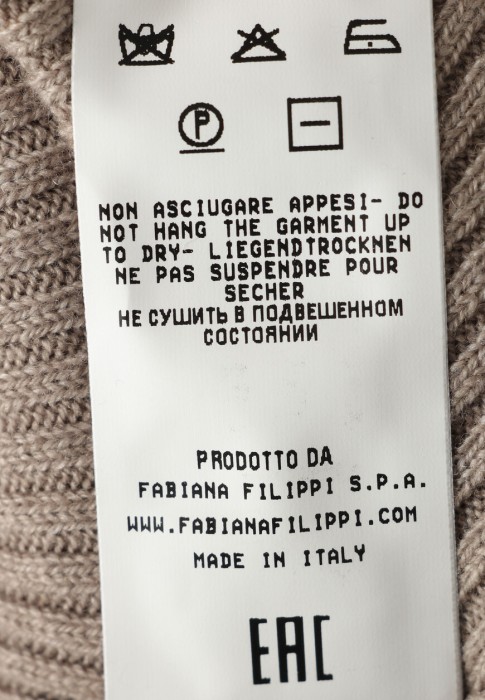 P
NON ASCIUGARE APPESI- DO
NOT HANG THE GARMENT UP
TO DRY- LIEGENDTROCKNEN
NE PAS SUSPENDRE POUR
SECHER
НЕ СУШИТЬ В ПОДВЕШЕННОМ
СОСТОЯНИИ
PRODOTTO DA
FABIANA FILIPPI S.P.A.
WWW.FABIANAFILIPPI.COM
MADE IN ITALY
EAC